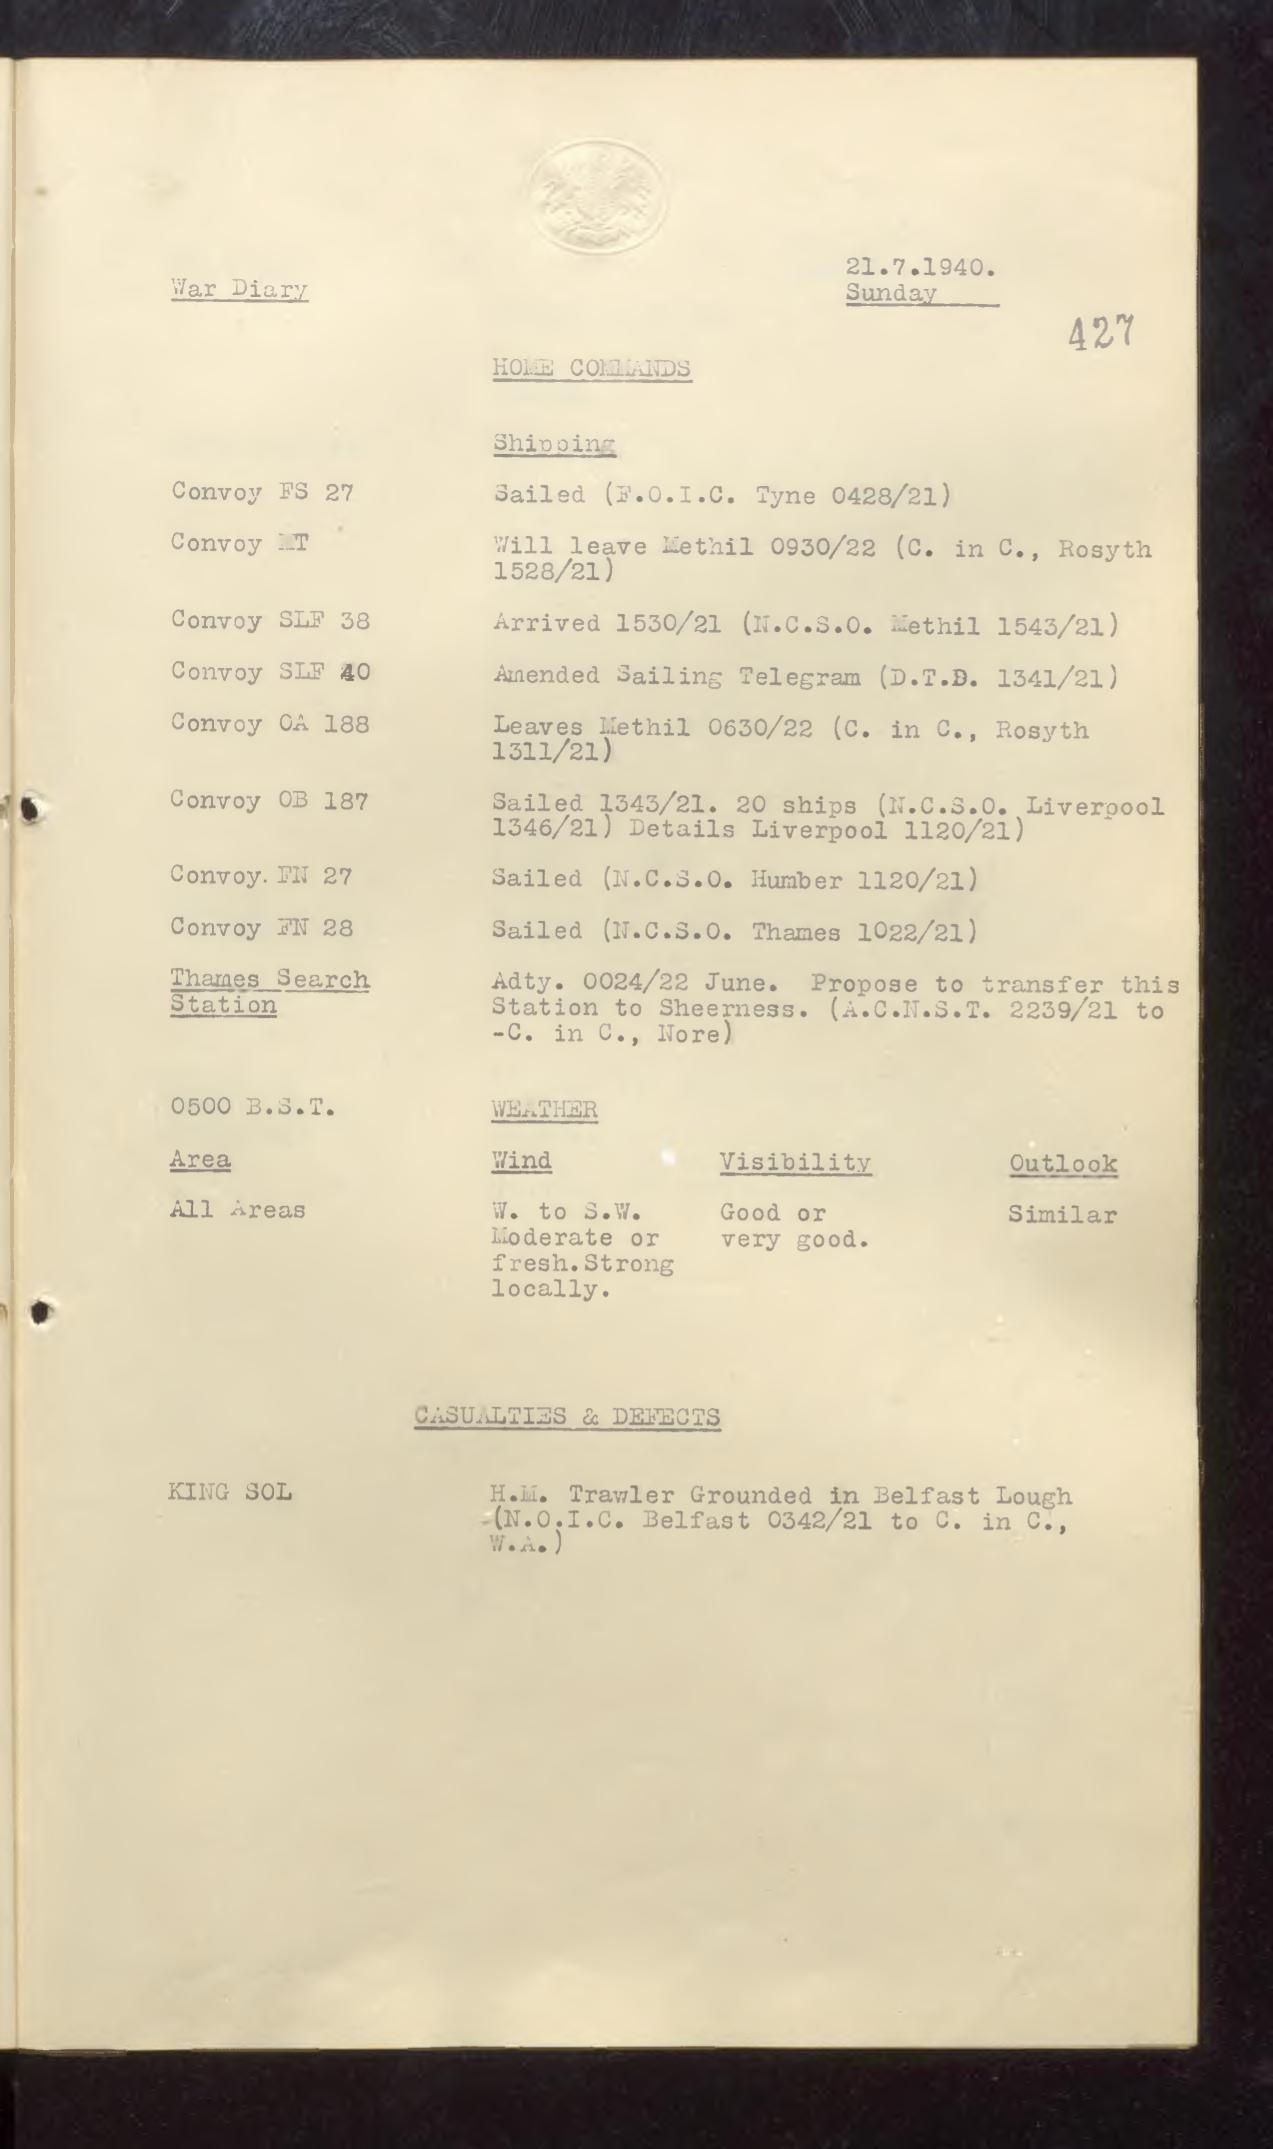 War Diary
21.7.1940.
Sunday
427
HOME COMMANDS
Shipping
Convoy FS 27 Sailed (F.O.I.C. Tyne 0428/21)
Convoy MT Will leave Methil 0930/22 (C. in C., Rosyth
1528/21)
Convoy SLF 38 Arrived 1530/21 (N.C.S.O. Methil 1543/21)
Convoy SLF 40 Amended Sailing Telegram (D.T.D. 1341/21)
Convoy OA 188 Leaves Methil 0630/22 (C. in C., Rosyth
1311/21)
Convoy OB 187 Sailed 1343/21. 20 ships (N.C.S.O. Liverpool
1346/21) Details Liverpool 1120/21)
Convoy. FN 27 Sailed (N.C.S.O. Humber 1120/21)
Convoy FN 28 Sailed (N.C.S.O. Thames 1022/21)
Thames Search Adty. 0024/22 June. Propose to transfer this
Station Station to Sheerness. (A.C.N.S.T. 2239/21 to
-C. in C., Nore)
0500 B.S.T. WEATHER
Area Wind Visibility Outlook
All Areas W. to S.W. Good or Similar
Moderate or very good.
fresh.Strong
locally.
CASUALTIES & DEFECTS
KING SOL H.M. Trawler Grounded in Belfast Lough
-(N.O.I.C. Belfast 0342/21 to C. in C.,
W.A.)